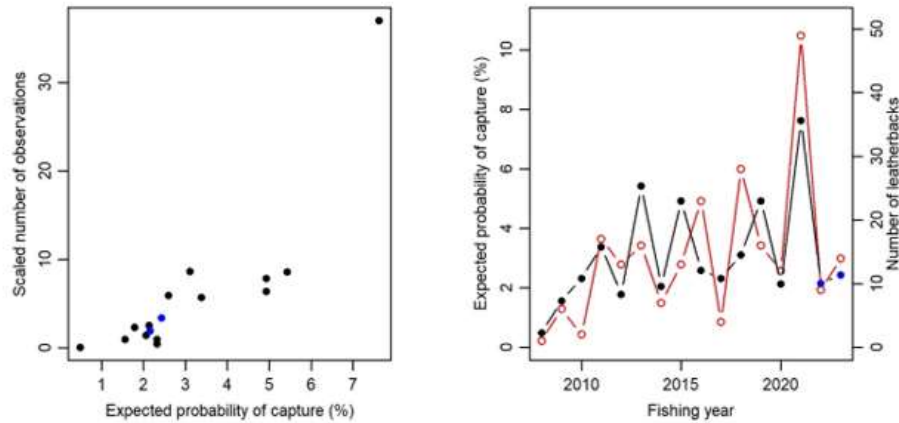 Scaled number of observations
30
20
10
0
1 2 3 4 5 6 7
Expected probability of capture (%)
Expected probability of capture (%)
10
8
6
4
2
0
2010 2015 2020
Fishing year
50
40
30
20
10
0
Number of leatherbacks